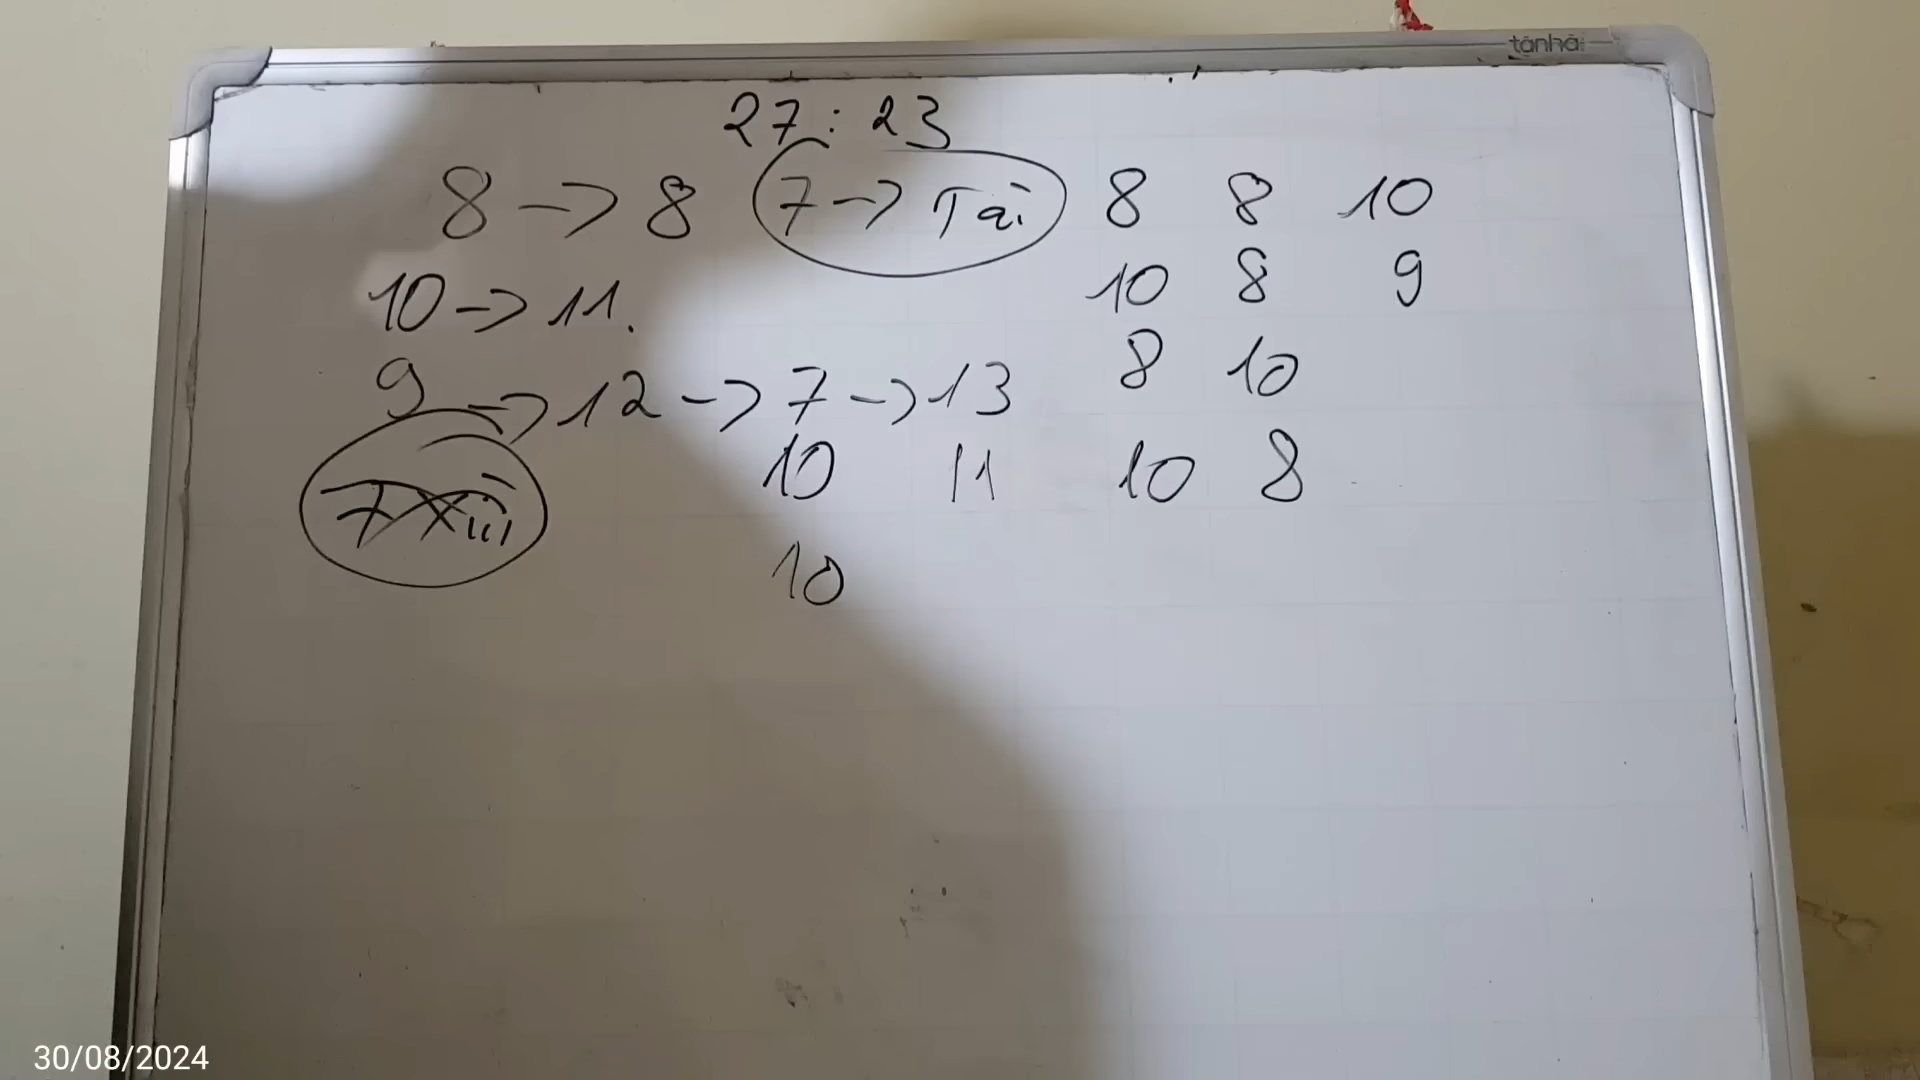 tánhà
27 : 23
8 -> 8 7 -> Tài 8 8 10
10 -> 11. 10 8 9
9 -> 12 -> 7 -> 13 8 10
7 Xỉu 10 11 10 8
10
30/08/2024